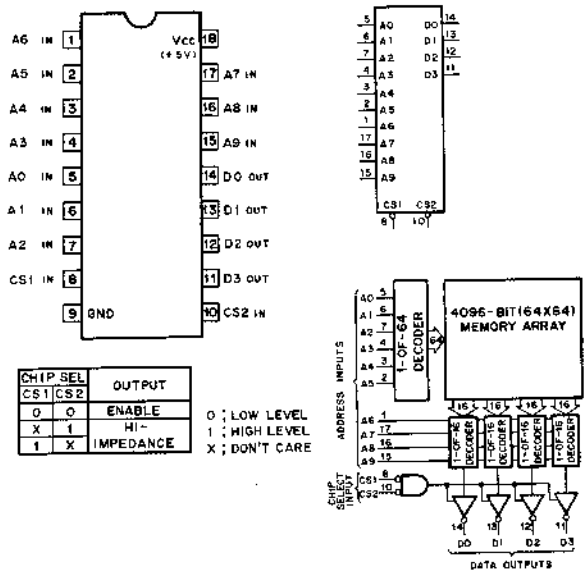 A6 IN 1
A5 IN 2
A4 IN 3
A3 IN 4
A0 IN 5
A1 IN 6
A2 IN 7
CS1 IN 8
9 GND
Vcc 18
(+5V)
17 A7 IN
16 A8 IN
15 A9 IN
14 D0 OUT
13 D1 OUT
12 D2 OUT
11 D3 OUT
10 CS2 IN
5 A0 D0 14
6 A1 D1 13
7 A2 D2 12
4 A3 D3 11
3 A4
2 A5
1 A6
17 A7
16 A8
15 A9
CS1 CS2
8 10
CHIP SEL OUTPUT
CS1 CS2
0 0 ENABLE
X 1 HI-
1 X IMPEDANCE
0 ; LOW LEVEL
1 ; HIGH LEVEL
X ; DON'T CARE
ADDRESS INPUTS
A0 5
A1 6
A2 7
A3 4
A4 3
A5 2
1-OF-64
DECODER
64
4096-BIT(64X64)
MEMORY ARRAY
16 16 16 16
A6 1
A7 17
A8 16
A9 15
1-OF-16
DECODER
1-OF-16
DECODER
1-OF-16
DECODER
1-OF-16
DECODER
CHIP
SELECT
INPUT
CS1 8
CS2 10
14 13 12 11
D0 D1 D2 D3
DATA OUTPUTS